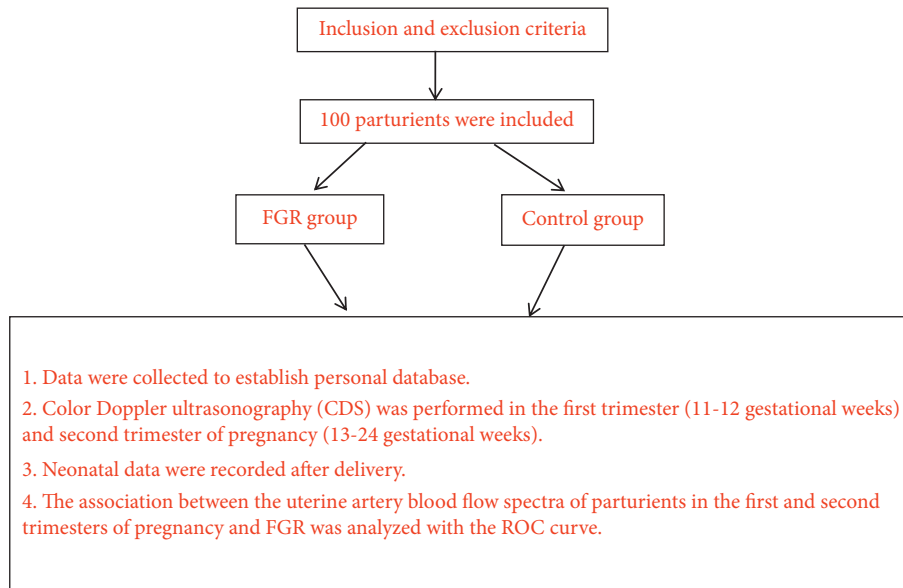 Inclusion and exclusion criteria
100 parturients were included
FGR group
Control group
1. Data were collected to establish personal database.
2. Color Doppler ultrasonography (CDS) was performed in the first trimester (11-12 gestational weeks)
and second trimester of pregnancy (13-24 gestational weeks).
3. Neonatal data were recorded after delivery.
4. The association between the uterine artery blood flow spectra of parturients in the first and second
trimesters of pregnancy and FGR was analyzed with the ROC curve.